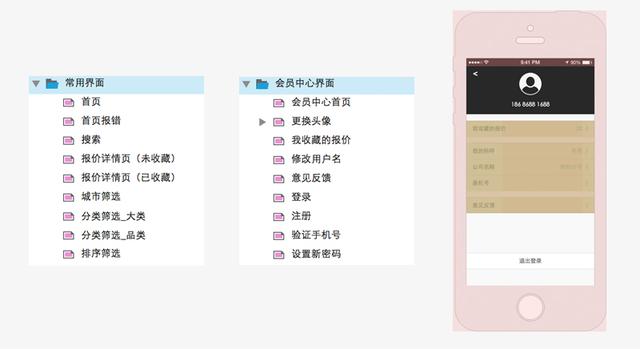 常用界面
首页
首页报错
搜索
报价详情页（未收藏）
报价详情页（已收藏）
城市筛选
分类筛选_大类
分类筛选_品类
排序筛选
会员中心界面
会员中心首页
更换头像
我收藏的报价
修改用户名
意见反馈
登录
注册
验证手机号
设置新密码
9:41 PM
90%
<
186 8688 1688
我收藏的报价
我的昵称
公司名称
意见反馈
退出登录